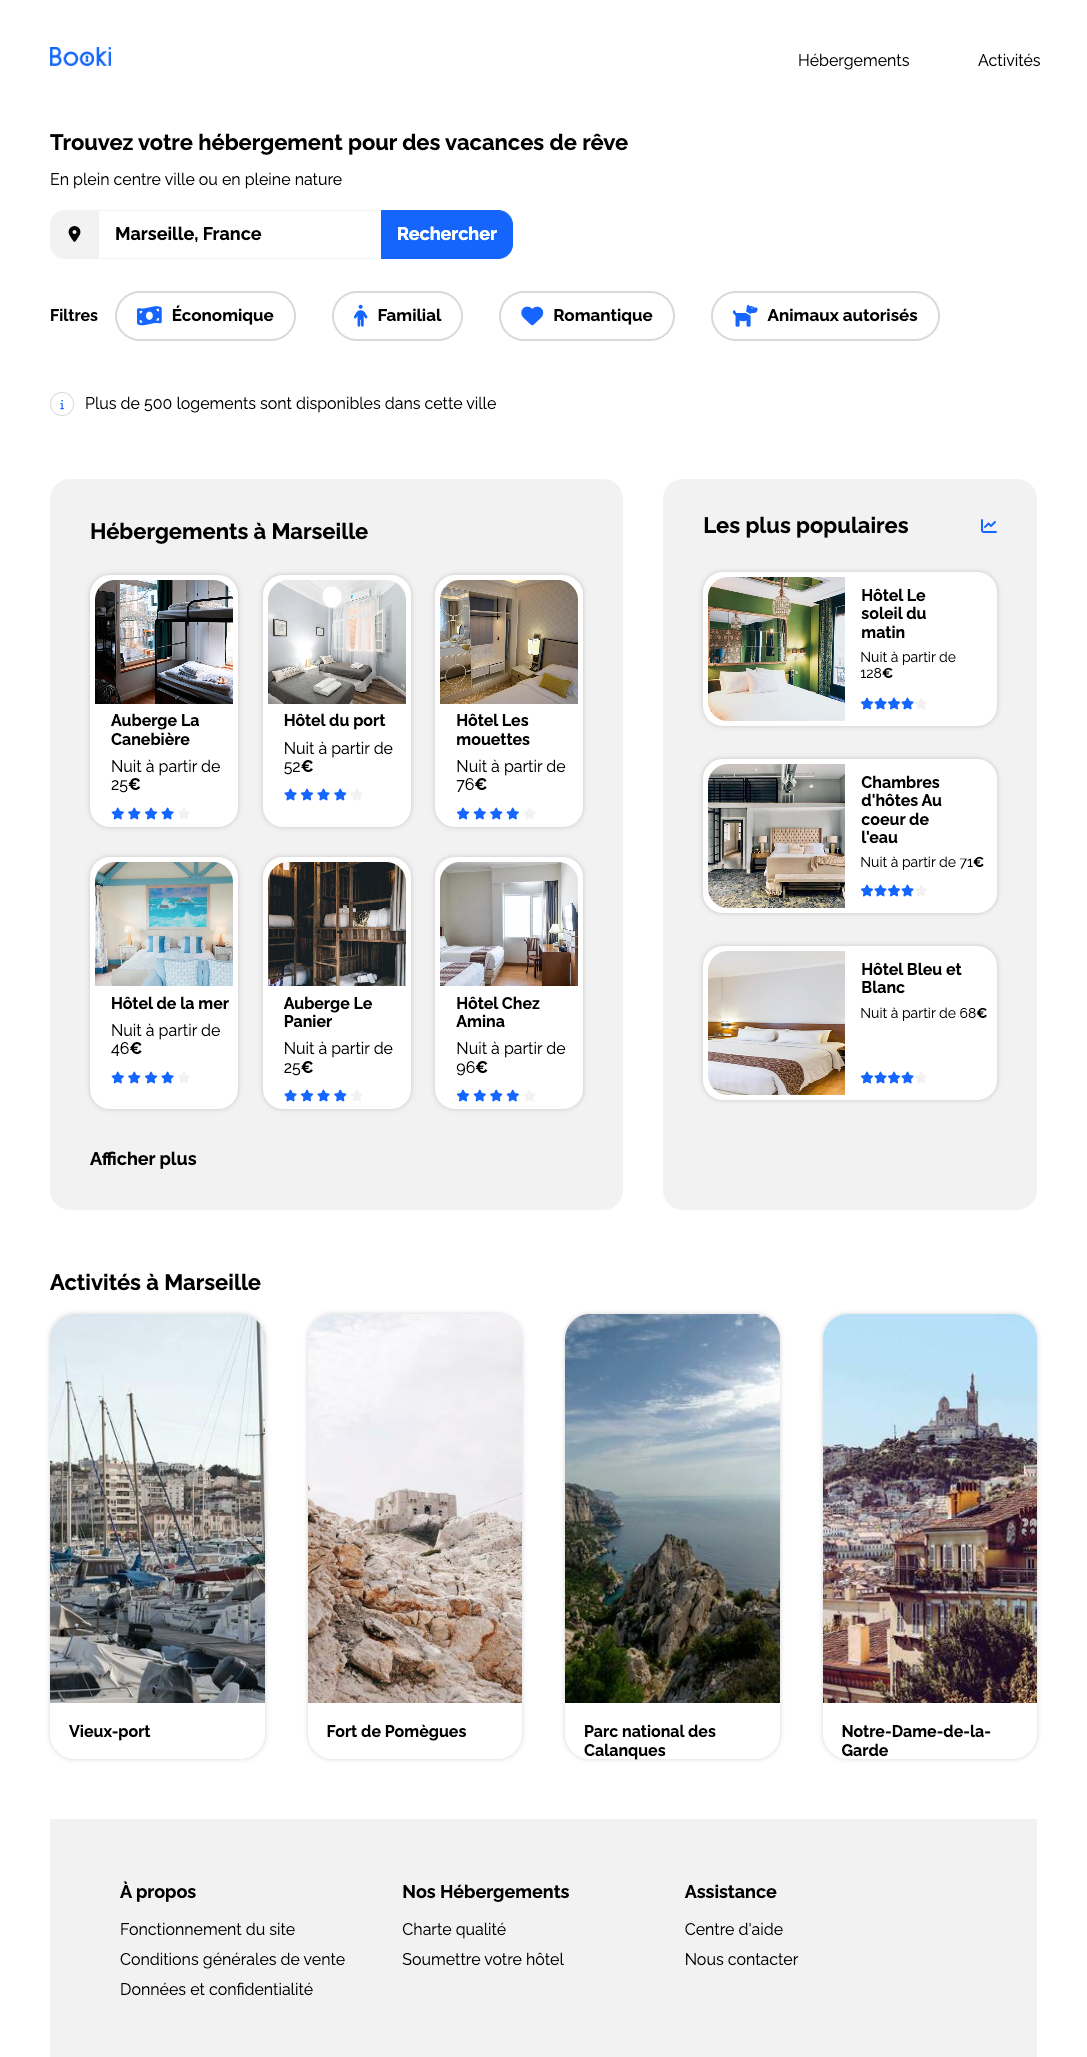 Booki
Hébergements
Activités
Trouvez votre hébergement pour des vacances de rêve
En plein centre ville ou en pleine nature
Marseille, France
Rechercher
Filtres
Économique
Familial
Romantique
Animaux autorisés
Plus de 500 logements sont disponibles dans cette ville
Hébergements à Marseille
Auberge La
Canebière
Nuit à partir de
25€
Hôtel du port
Nuit à partir de
52€
Hôtel Les
mouettes
Nuit à partir de
76€
Hôtel de la mer
Nuit à partir de
46€
Auberge Le
Panier
Nuit à partir de
25€
Hôtel Chez
Amina
Nuit à partir de
96€
Afficher plus
Les plus populaires
Hôtel Le
soleil du
matin
Nuit à partir de
128€
Chambres
d'hôtes Au
coeur de
l'eau
Nuit à partir de 71€
Hôtel Bleu et
Blanc
Nuit à partir de 68€
Activités à Marseille
Vieux-port
Fort de Pomègues
Parc national des
Calanques
Notre-Dame-de-la-
Garde
À propos
Fonctionnement du site
Conditions générales de vente
Données et confidentialité
Nos Hébergements
Charte qualité
Soumettre votre hôtel
Assistance
Centre d'aide
Nous contacter